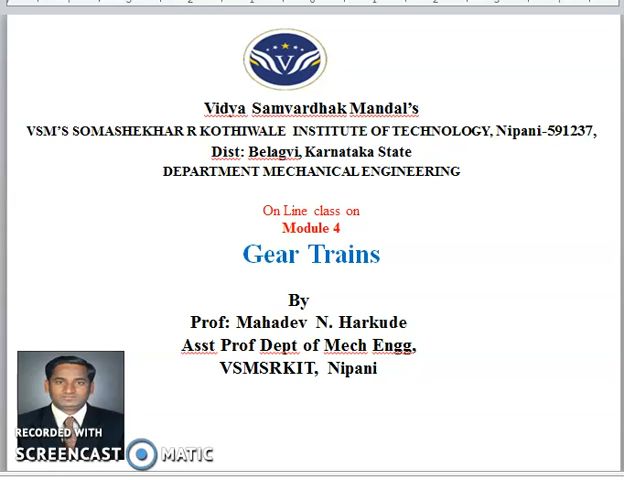 V
Vidya Samvardhak Mandal's
VSM'S SOMASHEKHAR R KOTHIWALE INSTITUTE OF TECHNOLOGY, Nipani-591237,
Dist: Belagvi, Karnataka State
DEPARTMENT MECHANICAL ENGINEERING
On Line class on
Module 4
Gear Trains
By
Prof: Mahadev N. Harkude
Asst Prof Dept of Mech Engg,
VSMSRKIT, Nipani
RECORDED WITH
SCREENCAST MATIC